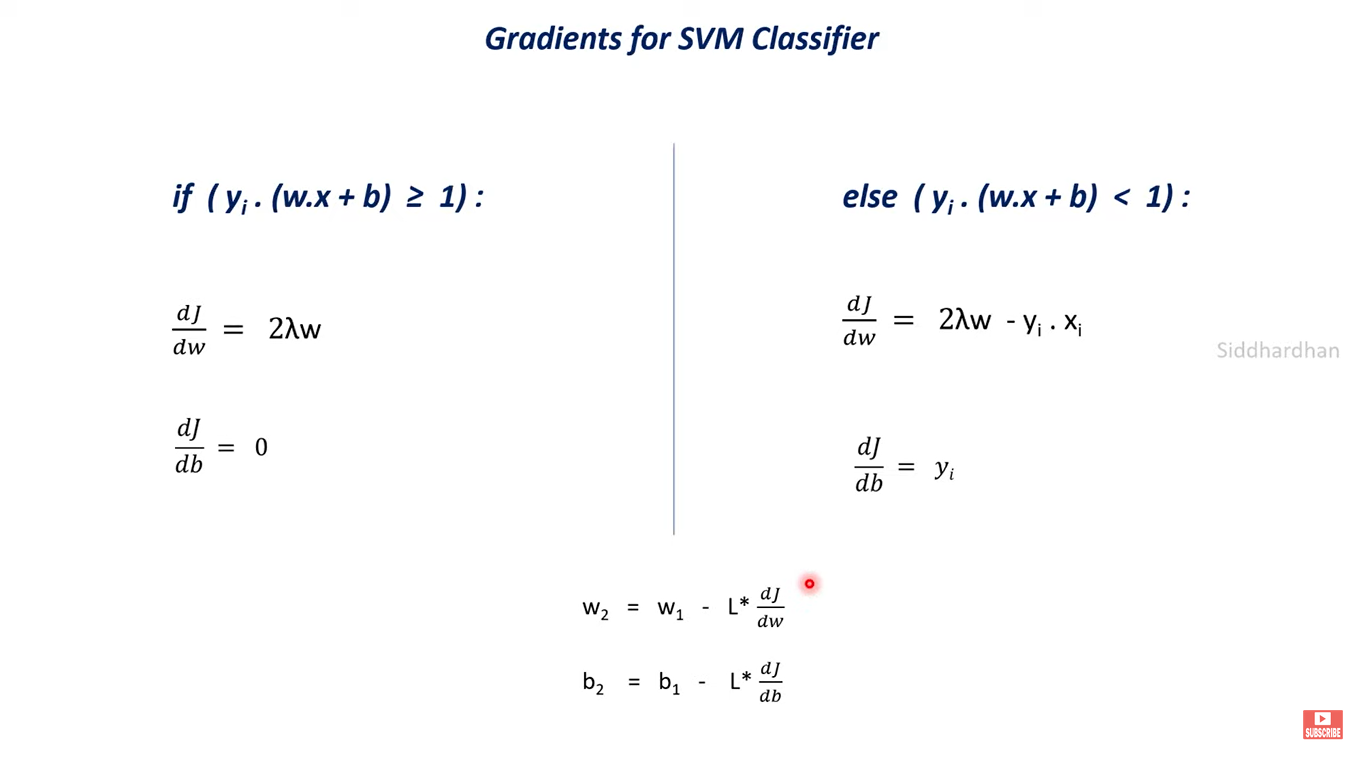 Gradients for SVM Classifier
if ( yᵢ . (w.x + b) ≥ 1) :
dJ/dw = 2λw
dJ/db = 0
else ( yᵢ . (w.x + b) < 1) :
dJ/dw = 2λw - yᵢ . xᵢ
dJ/db = yᵢ
Siddhardhan
w₂ = w₁ - L* dJ/dw
b₂ = b₁ - L* dJ/db
SUBSCRIBE